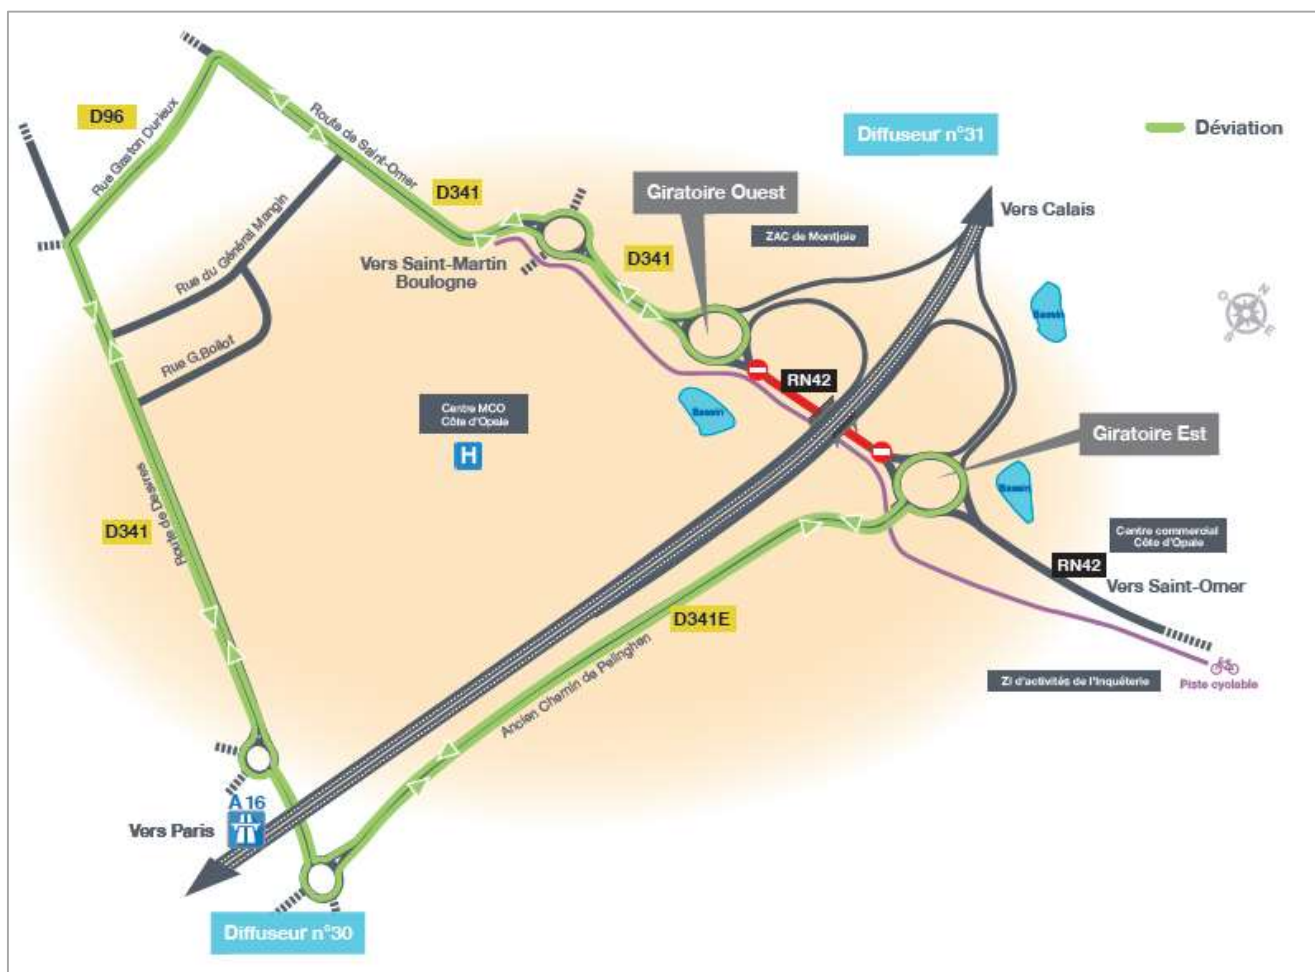 D96
Rue Gaston Durieux
Route de Saint-Omer
Diffuseur n°31
Déviation
D341
Giratoire Ouest
Vers Calais
ZAC de Montjoie
Rue du Général Mangin
Vers Saint-Martin
Boulogne
D341
Bassin
N
E
S
O
Rue G.Bollot
RN42
Centre MCO
Côte d'Opale
H
Bassin
Giratoire Est
Bassin
D341
Route de Desvres
Centre commercial
Côte d'Opale
RN42
Vers Saint-Omer
D341E
Ancien Chemin de Pelinghen
ZI d'activités de l'Inquéterie
Piste cyclable
A 16
Vers Paris
Diffuseur n°30